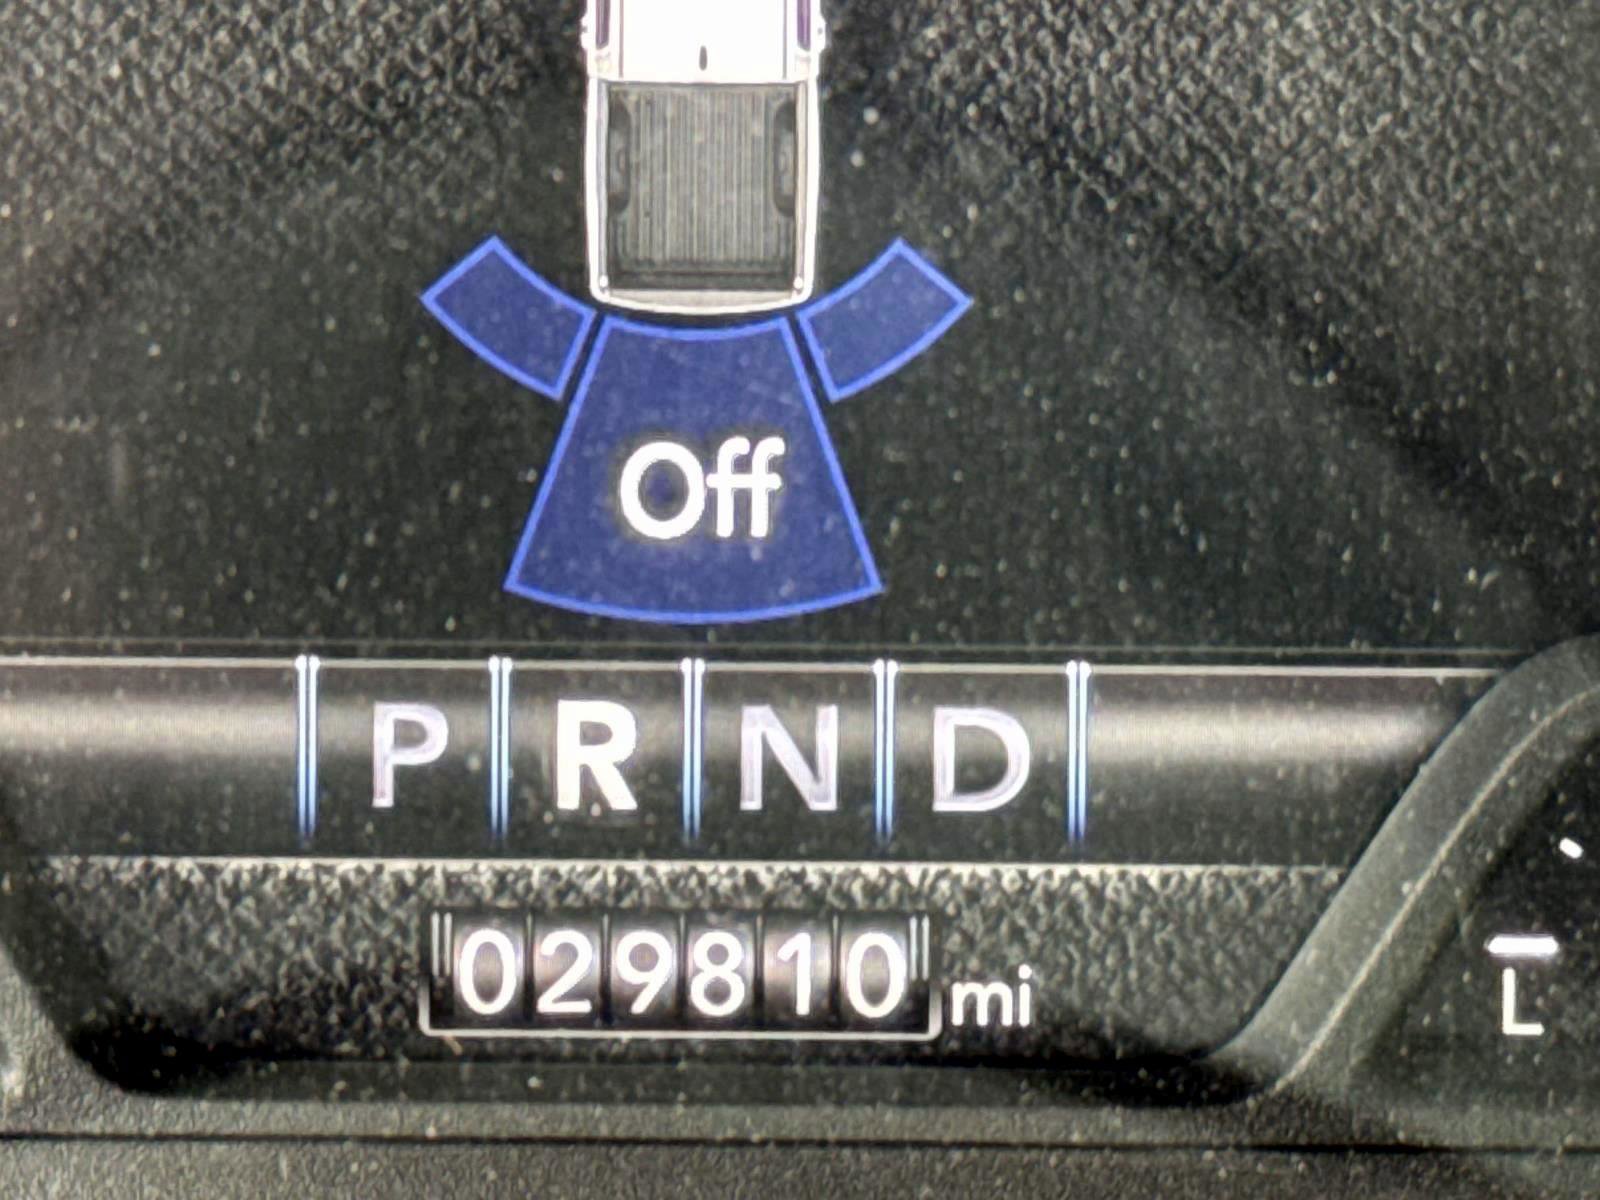 Off
P R N D
029810 mi
L